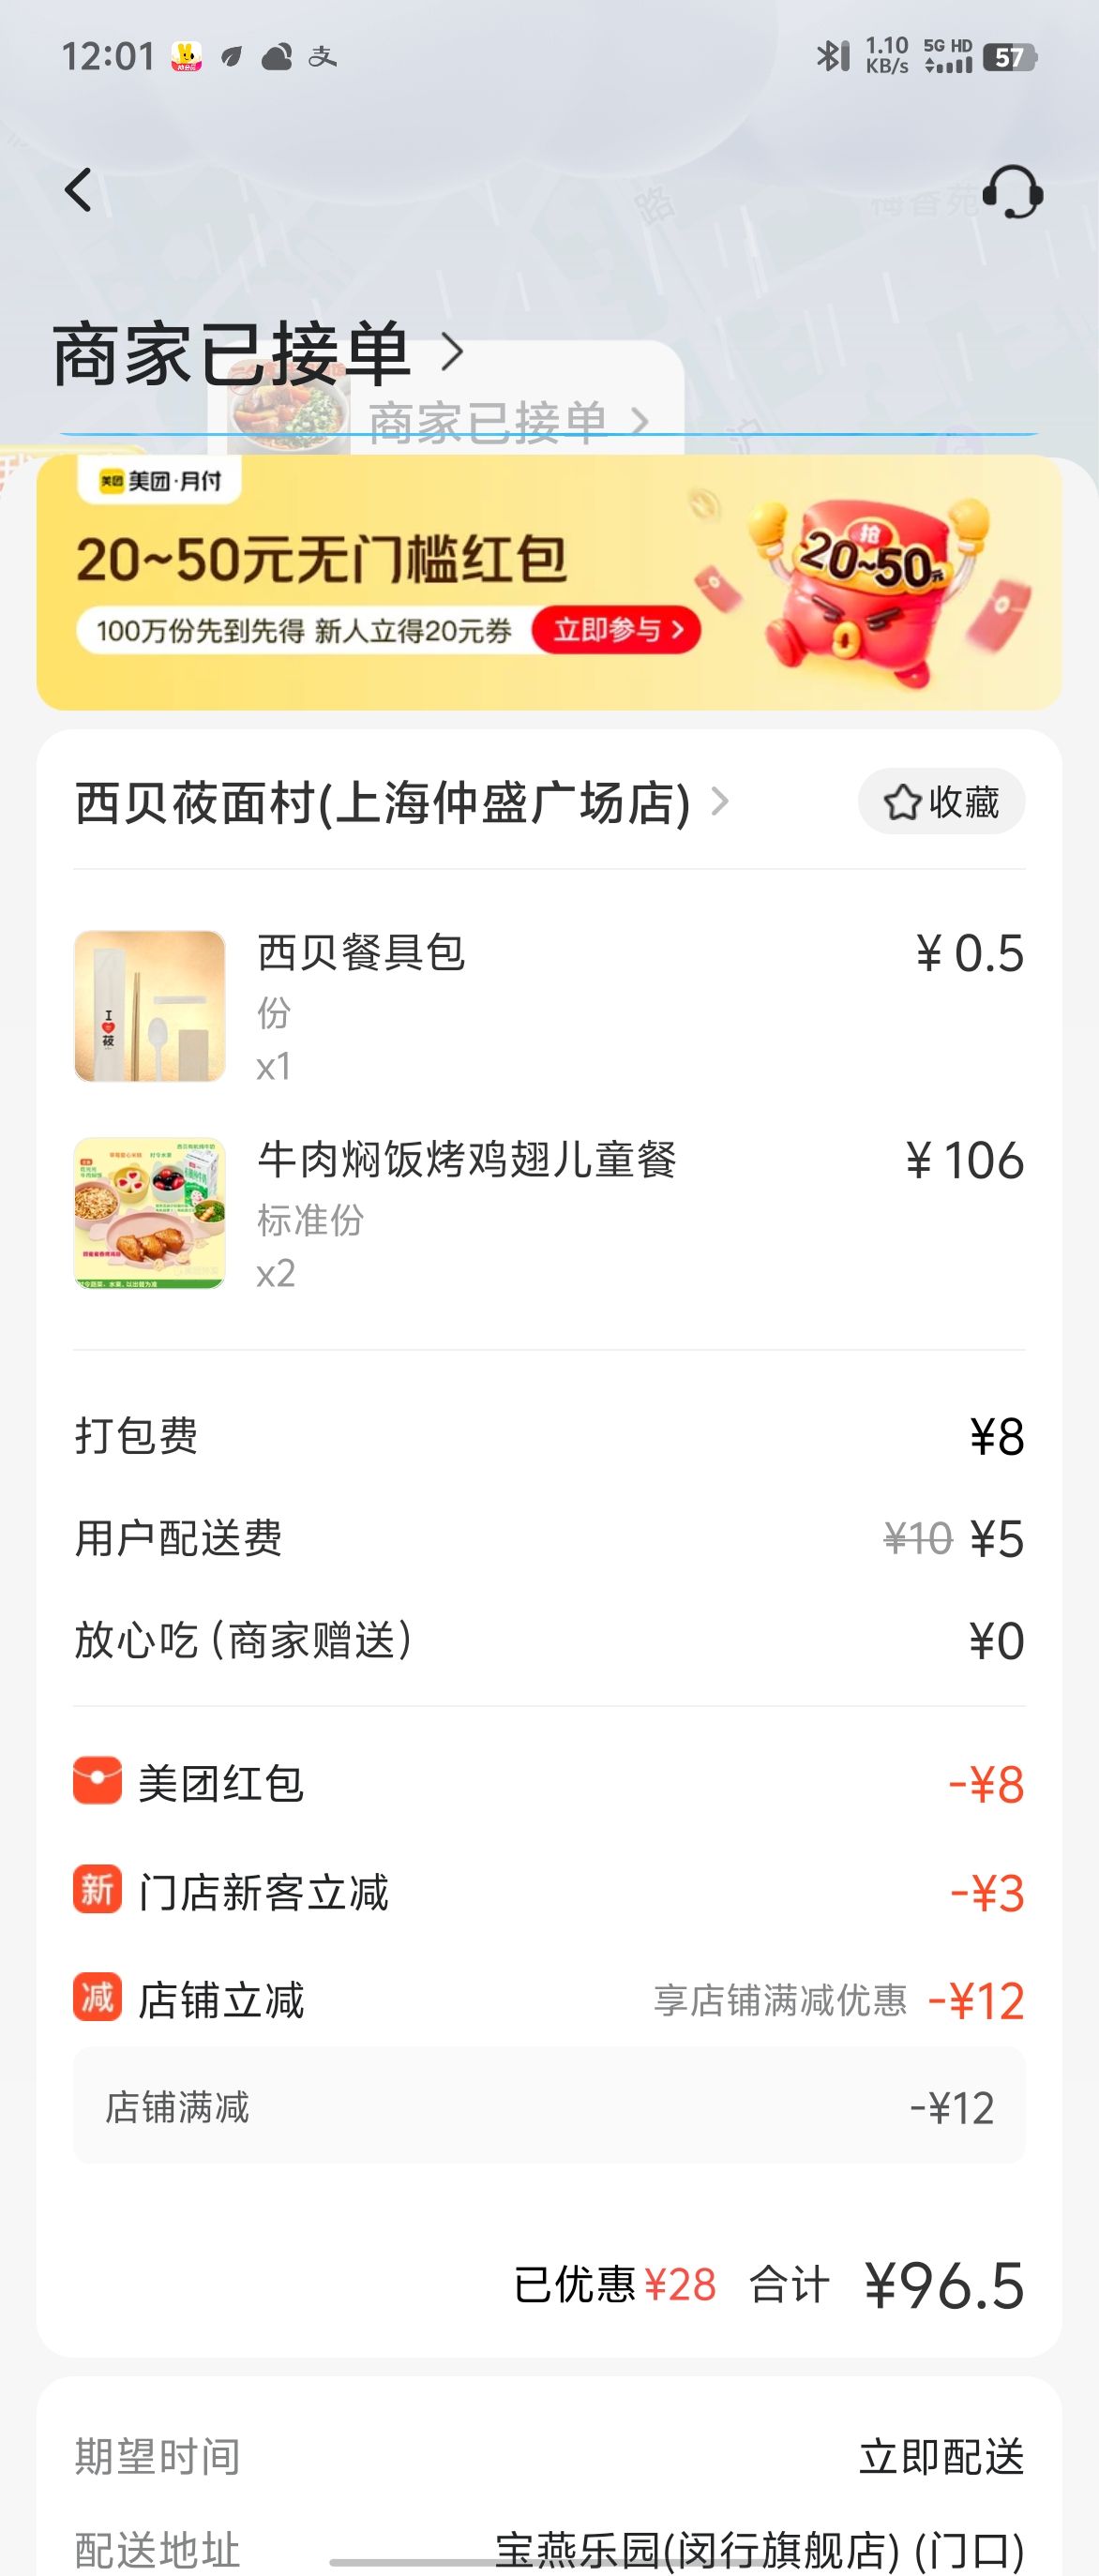 12:01
支
1.10
KB/s
5G HD
57
路
梅香苑
商家已接单
商家已接单
美团 美团·月付
20~50元无门槛红包
100万份先到先得 新人立得20元券
立即参与
抢
20~50元
西贝莜面村(上海仲盛广场店)
收藏
西贝餐具包
¥ 0.5
份
x1
I
莜
牛肉焖饭烤鸡翅儿童餐
¥ 106
标准份
x2
打包费
¥8
用户配送费
¥10 ¥5
放心吃(商家赠送)
¥0
美团红包
-¥8
新 门店新客立减
-¥3
减 店铺立减
享店铺满减优惠 -¥12
店铺满减
-¥12
已优惠¥28 合计 ¥96.5
期望时间
立即配送
配送地址
宝燕乐园(闵行旗舰店) (门口)